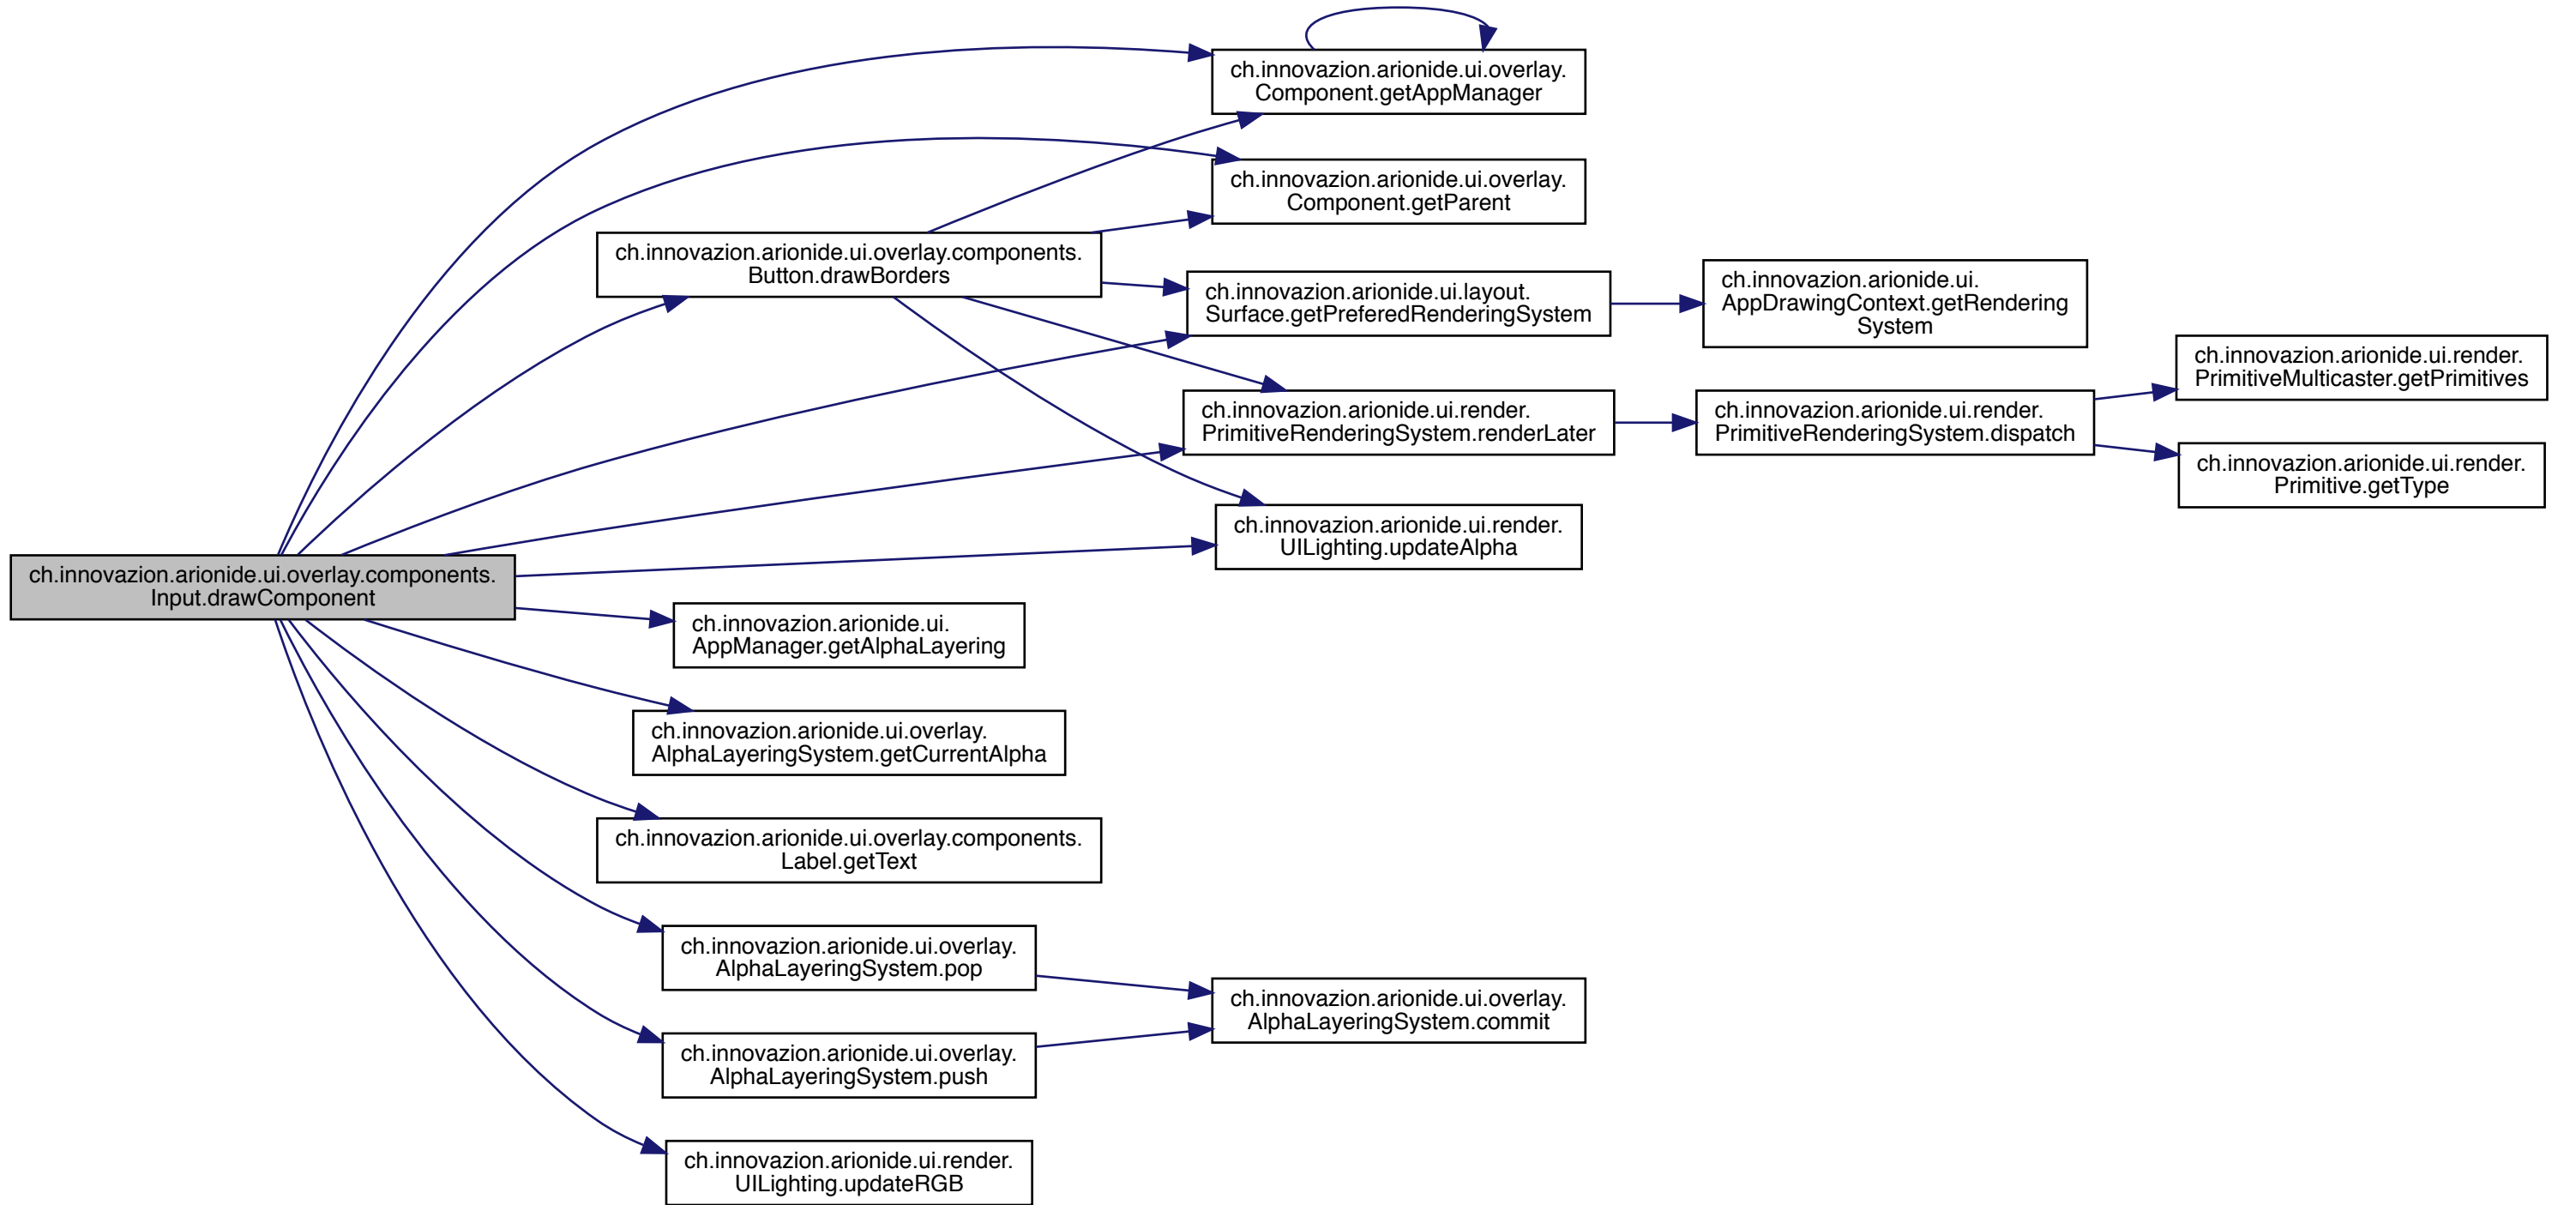 ch.innovazion.arionide.ui.overlay.
Component.getAppManager
ch.innovazion.arionide.ui.overlay.
Component.getParent
ch.innovazion.arionide.ui.overlay.components.
Button.drawBorders
ch.innovazion.arionide.ui.layout.
Surface.getPreferedRenderingSystem
ch.innovazion.arionide.ui.
AppDrawingContext.getRendering
System
ch.innovazion.arionide.ui.render.
PrimitiveMulticaster.getPrimitives
ch.innovazion.arionide.ui.render.
PrimitiveRenderingSystem.renderLater
ch.innovazion.arionide.ui.render.
PrimitiveRenderingSystem.dispatch
ch.innovazion.arionide.ui.render.
Primitive.getType
ch.innovazion.arionide.ui.render.
UILighting.updateAlpha
ch.innovazion.arionide.ui.overlay.components.
Input.drawComponent
ch.innovazion.arionide.ui.
AppManager.getAlphaLayering
ch.innovazion.arionide.ui.overlay.
AlphaLayeringSystem.getCurrentAlpha
ch.innovazion.arionide.ui.overlay.components.
Label.getText
ch.innovazion.arionide.ui.overlay.
AlphaLayeringSystem.pop
ch.innovazion.arionide.ui.overlay.
AlphaLayeringSystem.commit
ch.innovazion.arionide.ui.overlay.
AlphaLayeringSystem.push
ch.innovazion.arionide.ui.render.
UILighting.updateRGB